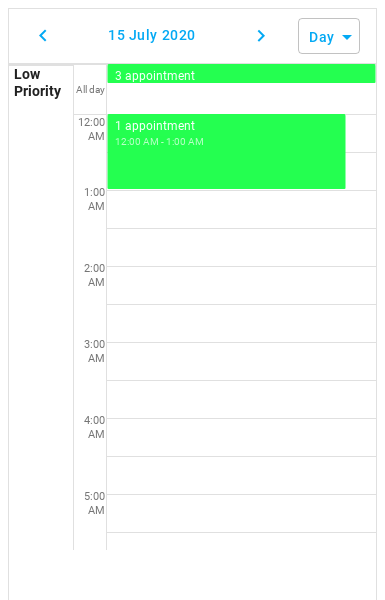 15 July 2020
Day
Low
Priority
All day
3 appointment
12:00
AM
1 appointment
12:00 AM - 1:00 AM
1:00
AM
2:00
AM
3:00
AM
4:00
AM
5:00
AM